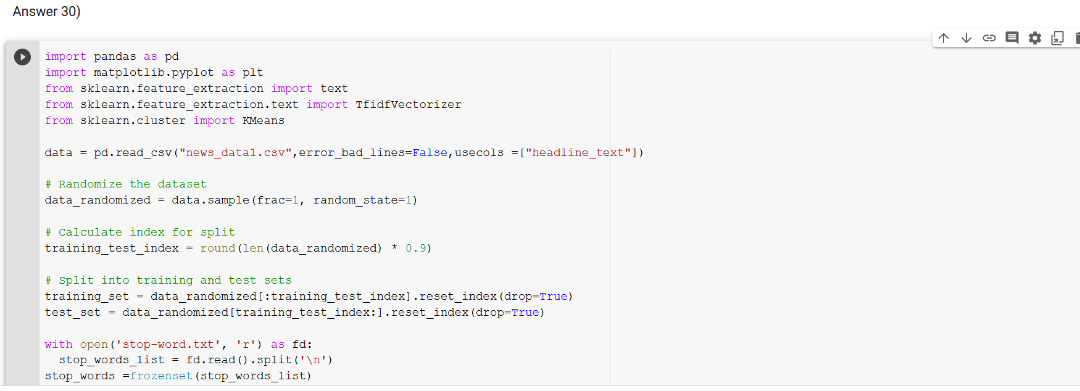 Answer 30)
import pandas as pd
import matplotlib.pyplot as plt
from sklearn.feature_extraction import text
from sklearn.feature_extraction.text import TfidfVectorizer
from sklearn.cluster import KMeans
data = pd.read_csv("news_data1.csv",error_bad_lines=False,usecols =["headline_text"])
# Randomize the dataset
data_randomized = data.sample(frac=1, random_state=1)
# Calculate index for split
training_test_index = round(len(data_randomized) * 0.9)
# Split into training and test sets
training_set = data_randomized[:training_test_index].reset_index(drop=True)
test_set = data_randomized[training_test_index:].reset_index(drop=True)
with open('stop-word.txt', 'r') as fd:
  stop_words_list = fd.read().split('\n')
stop_words =frozenset(stop_words_list)